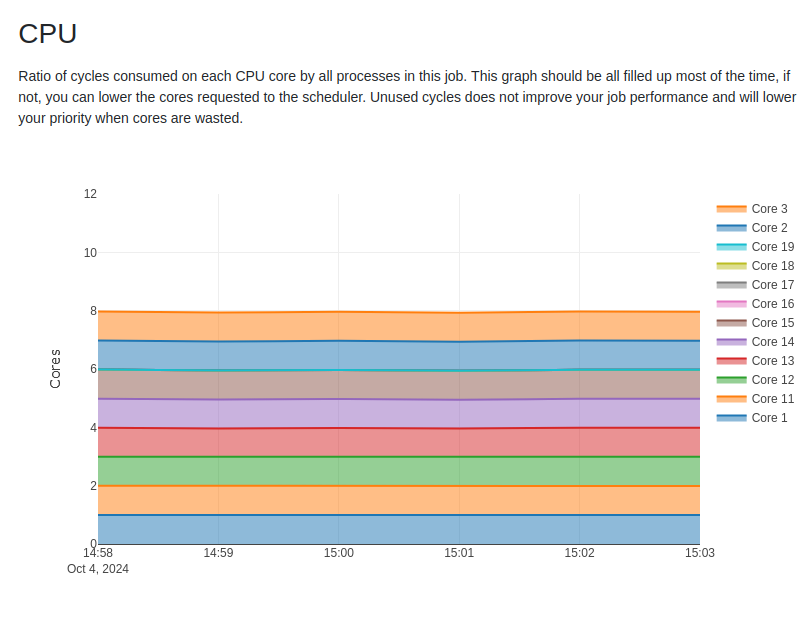 CPU
Ratio of cycles consumed on each CPU core by all processes in this job. This graph should be all filled up most of the time, if
not, you can lower the cores requested to the scheduler. Unused cycles does not improve your job performance and will lower
your priority when cores are wasted.
12
10
8
6
4
2
0
Cores
14:58
14:59
15:00
15:01
15:02
15:03
Oct 4, 2024
Core 3
Core 2
Core 19
Core 18
Core 17
Core 16
Core 15
Core 14
Core 13
Core 12
Core 11
Core 1